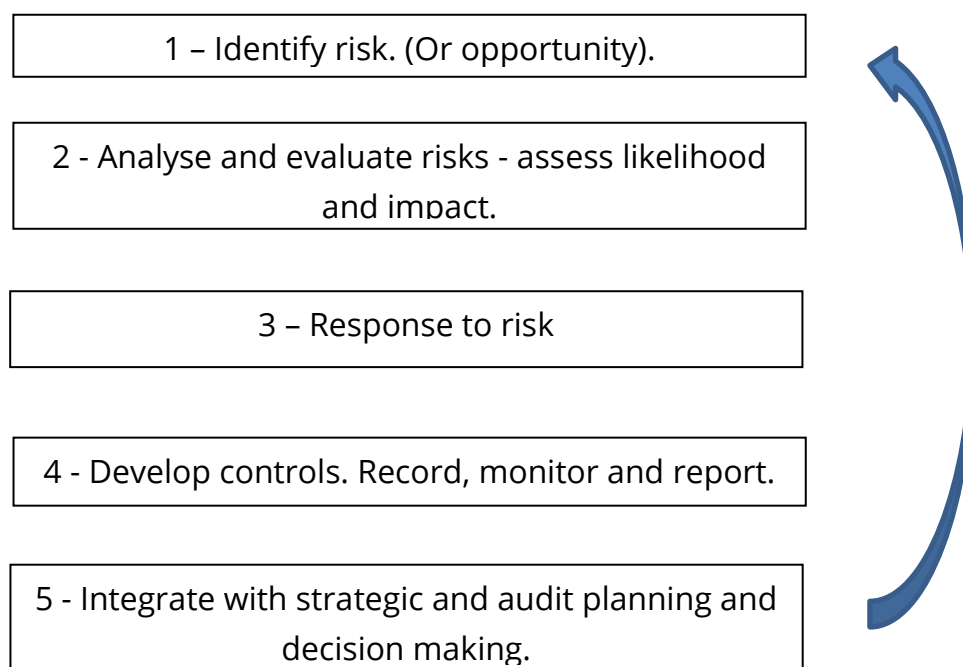 1 – Identify risk. (Or opportunity).
2 - Analyse and evaluate risks - assess likelihood
and impact.
3 – Response to risk
4 - Develop controls. Record, monitor and report.
5 - Integrate with strategic and audit planning and
decision making.